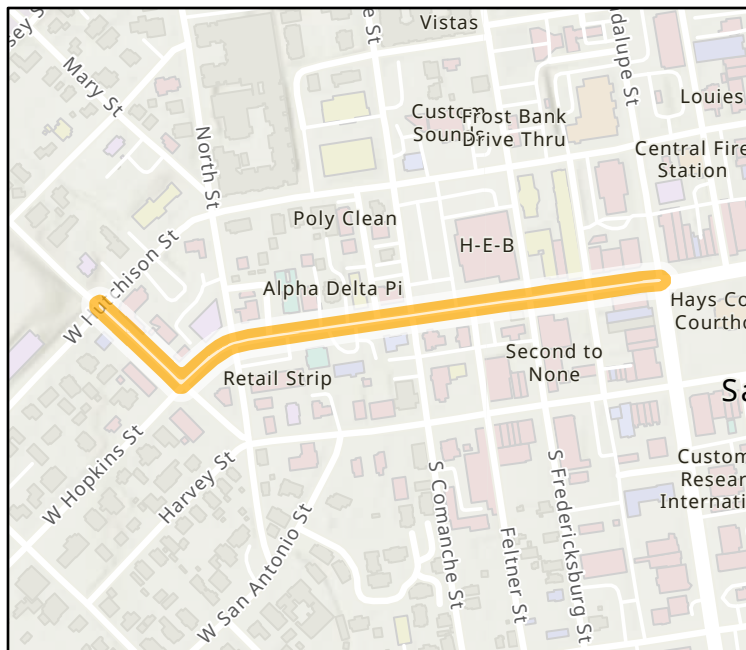 Vistas
Mary St
North St
Custom
Sounds
Frost Bank
Drive Thru
Louies
Central Fire
Station
W Hutchison St
Poly Clean
H-E-B
Alpha Delta Pi
Hays Co
Courtho
Retail Strip
Second to
None
Sa
W Hopkins St
Harvey St
W San Antonio St
S Comanche St
Feltner St
S Fredericksburg St
Custom
Resear
Internati
e St
dalupe St
sey S